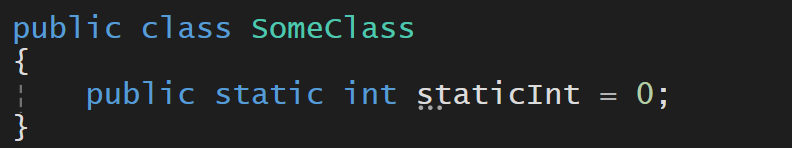 public class SomeClass
{
    public static int staticInt = 0;
}